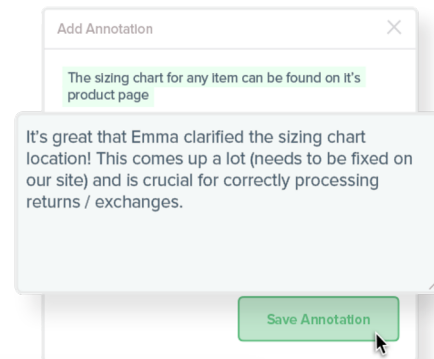 Add Annotation
The sizing chart for any item can be found on it's
product page
It's great that Emma clarified the sizing chart
location! This comes up a lot (needs to be fixed on
our site) and is crucial for correctly processing
returns / exchanges.
Save Annotation